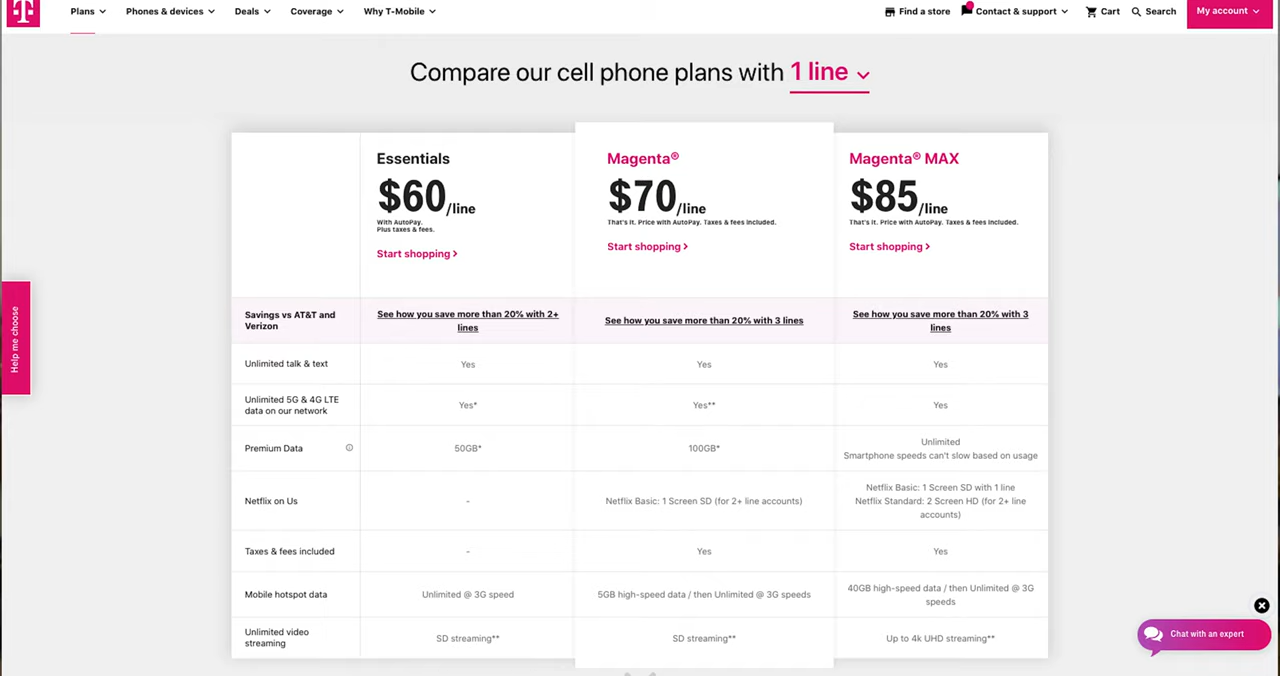 T
Plans
Phones & devices
Deals
Coverage
Why T-Mobile
Find a store
Contact & support
Cart
Search
My account
Compare our cell phone plans with 1 line
Essentials
$60/line
With AutoPay.
Plus taxes & fees.
Start shopping
Magenta®
$70/line
That's it. Price with AutoPay. Taxes & fees included.
Start shopping
Magenta® MAX
$85/line
That's it. Price with AutoPay. Taxes & fees included.
Start shopping
Help me choose
Savings vs AT&T and
Verizon
See how you save more than 20% with 2+
lines
See how you save more than 20% with 3 lines
See how you save more than 20% with 3
lines
Unlimited talk & text
Yes
Yes
Yes
Unlimited 5G & 4G LTE
data on our network
Yes*
Yes**
Yes
Premium Data
50GB*
100GB*
Unlimited
Smartphone speeds can't slow based on usage
Netflix on Us
-
Netflix Basic: 1 Screen SD (for 2+ line accounts)
Netflix Basic: 1 Screen SD with 1 line
Netflix Standard: 2 Screen HD (for 2+ line
accounts)
Taxes & fees included
-
Yes
Yes
Mobile hotspot data
Unlimited @ 3G speed
5GB high-speed data / then Unlimited @ 3G speeds
40GB high-speed data / then Unlimited @ 3G
speeds
Unlimited video
streaming
SD streaming**
SD streaming**
Up to 4k UHD streaming**
Chat with an expert